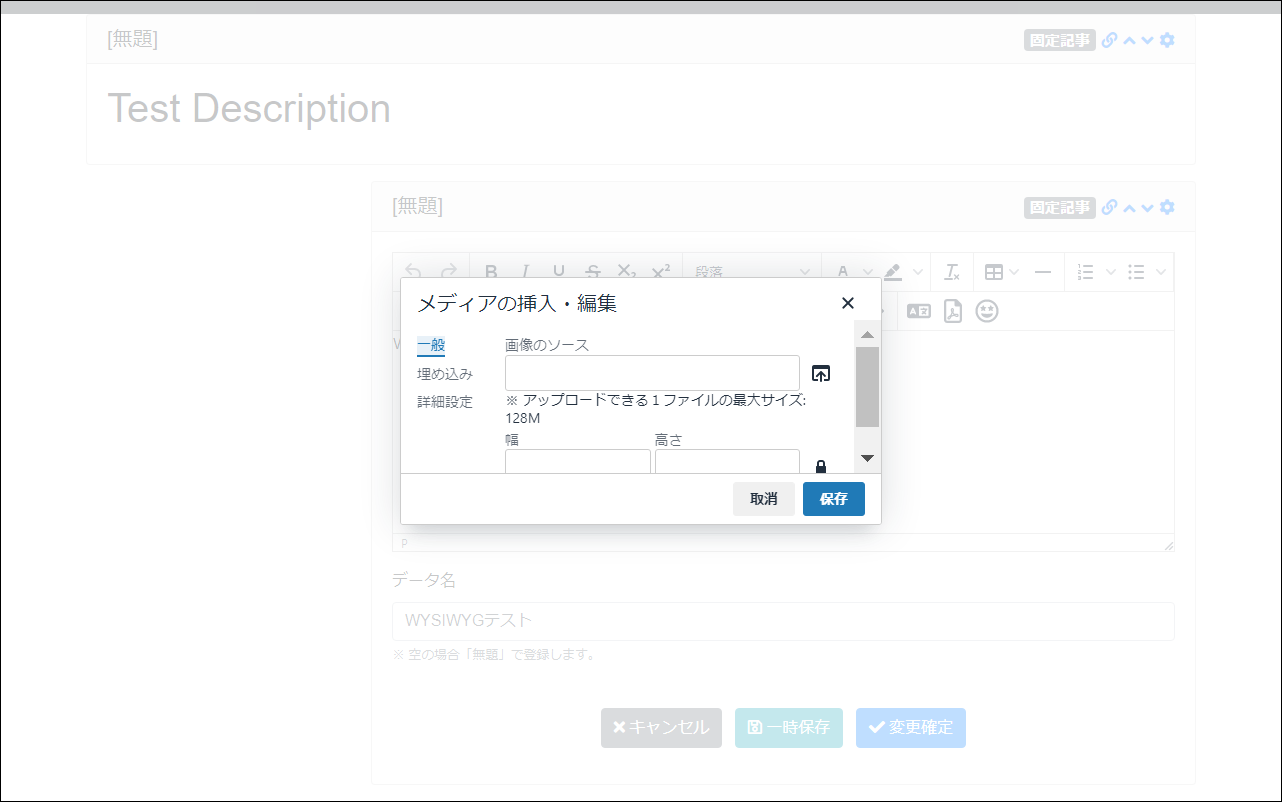 [無題]
固定記事
Test Description
[無題]
固定記事
B I U S X₂ X² 段落 A
メディアの挿入・編集
一般
画像のソース
埋め込み
詳細設定
※ アップロードできる１ファイルの最大サイズ:
128M
幅 高さ
取消 保存
p
データ名
WYSIWYGテスト
※ 空の場合「無題」で登録します。
キャンセル 一時保存 変更確定